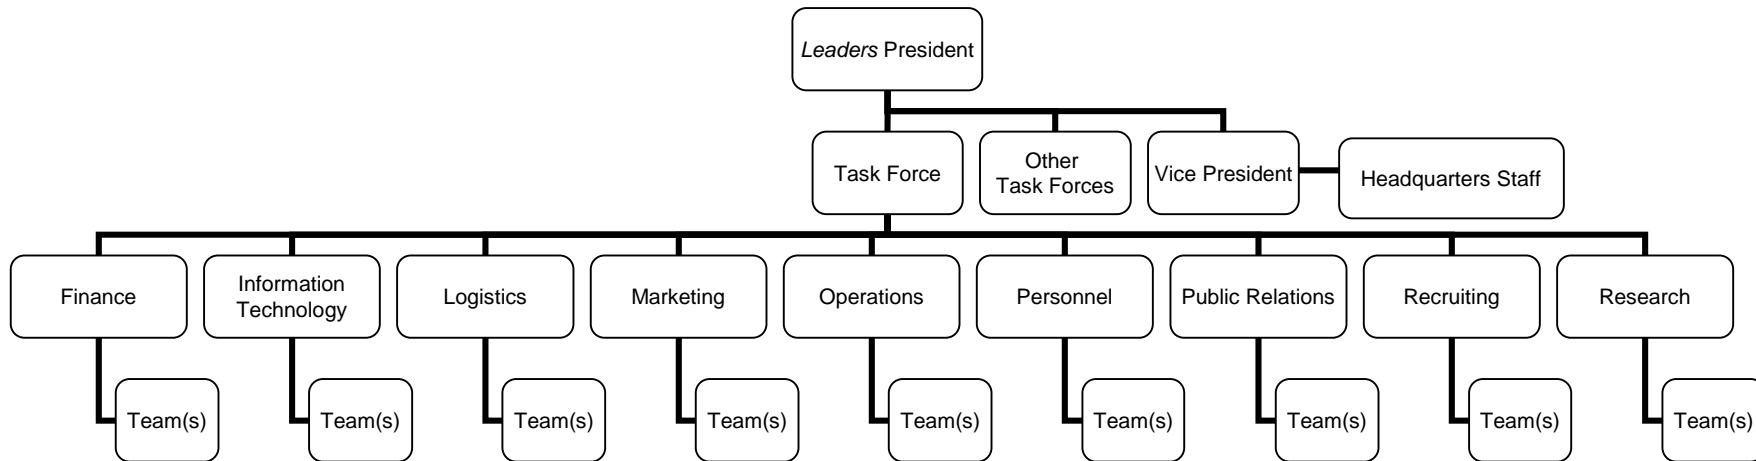 Leaders President
Task Force
Other
Task Forces
Vice President
Headquarters Staff
Finance
Information
Technology
Logistics
Marketing
Operations
Personnel
Public Relations
Recruiting
Research
Team(s)
Team(s)
Team(s)
Team(s)
Team(s)
Team(s)
Team(s)
Team(s)
Team(s)